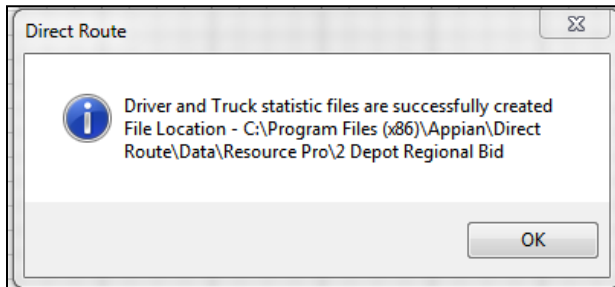 Direct Route
Driver and Truck statistic files are successfully created
File Location - C:\Program Files (x86)\Appian\Direct
Route\Data\Resource Pro\2 Depot Regional Bid
OK